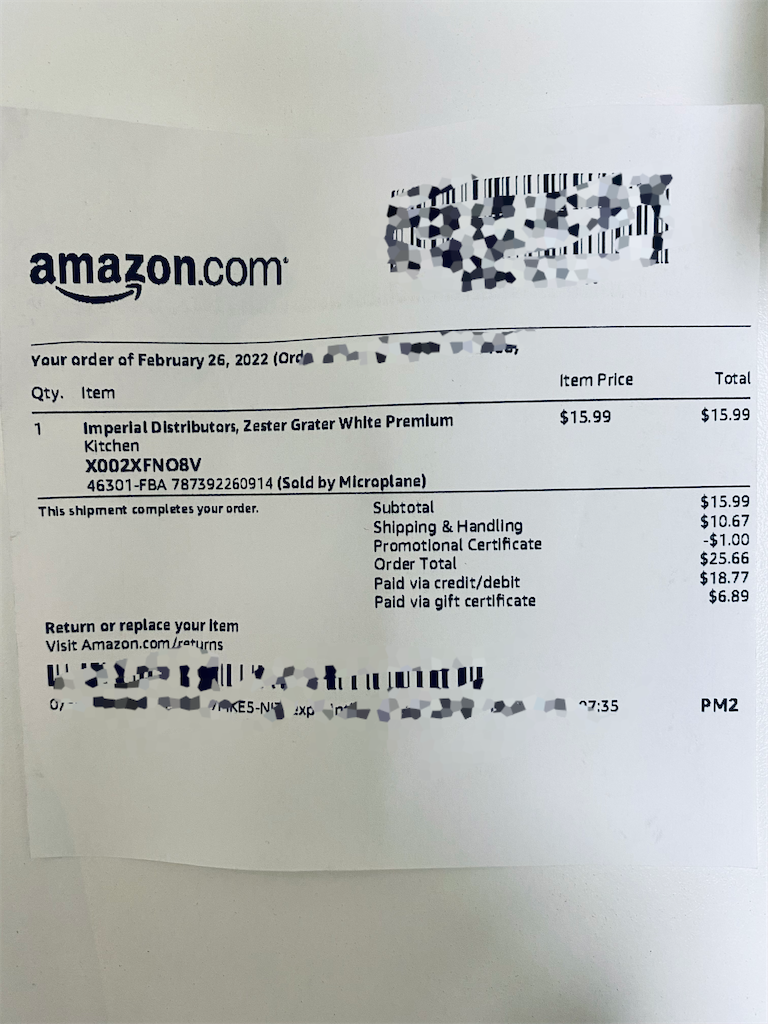 amazon.com
Your order of February 26, 2022
Qty. Item Item Price Total
1 Imperial Distributors, Zester Grater White Premium $15.99 $15.99
Kitchen
X002XFNO8V
46301-FBA 787392260914 (Sold by Microplane)
This shipment completes your order.
Subtotal $15.99
Shipping & Handling $10.67
Promotional Certificate -$1.00
Order Total $25.66
Paid via credit/debit $18.77
Paid via gift certificate $6.89
Return or replace your item
Visit Amazon.com/returns
PM2